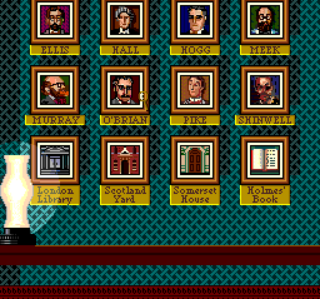 ELLIS HALL HOGG MEEK
MURRAY O'BRIAN PIKE SHINWELL
London Scotland Somerset Holmes'
Library Yard House Book